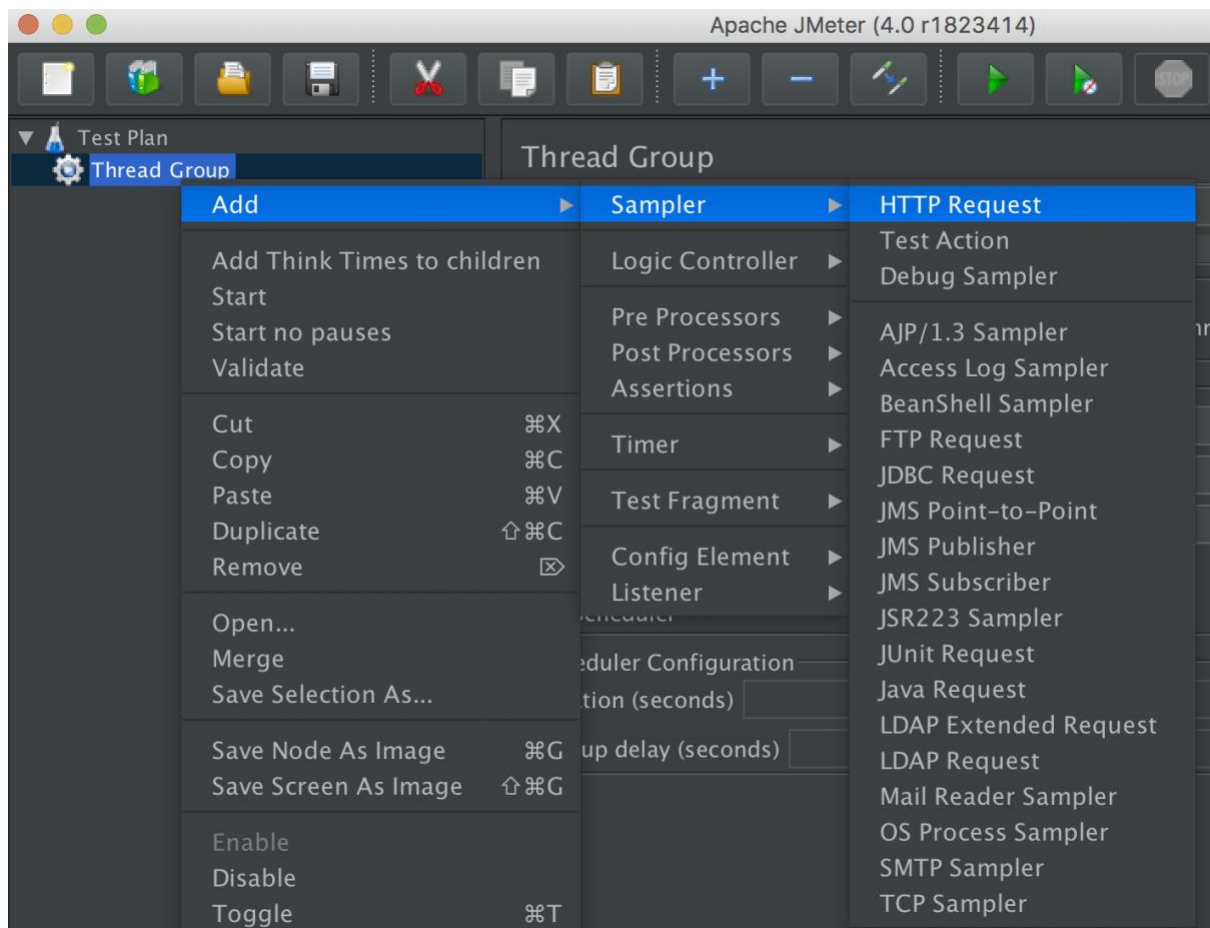 Apache JMeter (4.0 r1823414)
STOP
Test Plan
Thread Group
Thread Group
Add
Add Think Times to children
Start
Start no pauses
Validate
Cut ⌘X
Copy ⌘C
Paste ⌘V
Duplicate ⇧⌘C
Remove ⌦
Open...
Merge
Save Selection As...
Save Node As Image ⌘G
Save Screen As Image ⇧⌘G
Enable
Disable
Toggle ⌘T
Sampler
Logic Controller
Pre Processors
Post Processors
Assertions
Timer
Test Fragment
Config Element
Listener
HTTP Request
Test Action
Debug Sampler
AJP/1.3 Sampler
Access Log Sampler
BeanShell Sampler
FTP Request
JDBC Request
JMS Point-to-Point
JMS Publisher
JMS Subscriber
JSR223 Sampler
JUnit Request
Java Request
LDAP Extended Request
LDAP Request
Mail Reader Sampler
OS Process Sampler
SMTP Sampler
TCP Sampler
Configuration
(seconds)
delay (seconds)